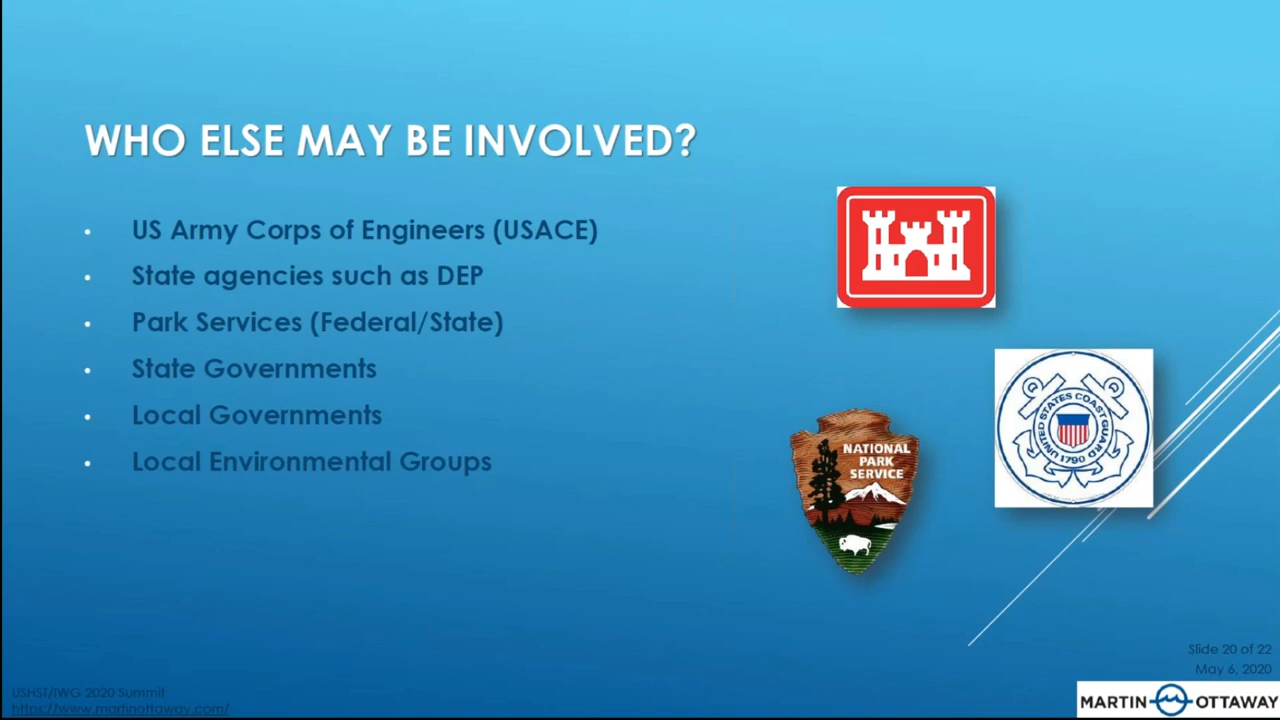 WHO ELSE MAY BE INVOLVED?
• US Army Corps of Engineers (USACE)
• State agencies such as DEP
• Park Services (Federal/State)
• State Governments
• Local Governments
• Local Environmental Groups
UNITED STATES COAST GUARD
1790
NATIONAL
PARK
SERVICE
Slide 20 of 22
May 6, 2020
USHST/IWG 2020 Summit
https://www.martinottaway.com/
MARTIN OTTAWAY